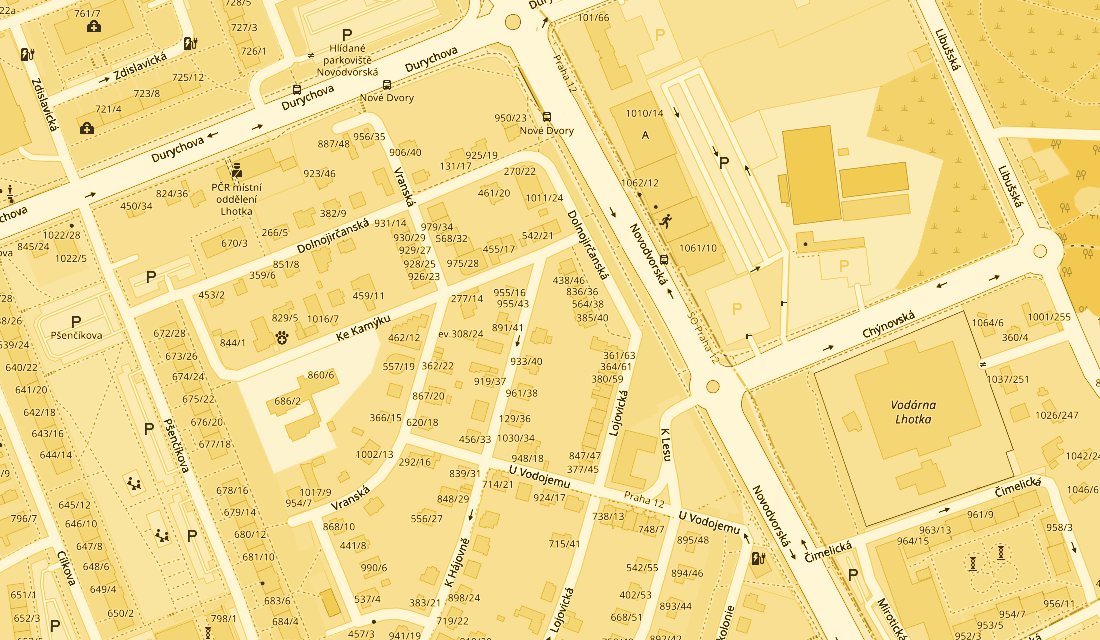 22a
761/7
728/5
727/3
726/1
Zdislavická
725/12
723/8
721/4
Zdislavická
P
Hlídané
parkoviště
Novodvorská
Durychova
Durychova
Nové Dvory
Durychova
Praha 12
101/66
P
Libušská
950/23
Nové Dvory
1010/14
A
P
956/35
887/48
906/40
925/19
131/17
923/46
PČR místní
oddělení
Lhotka
824/36
450/34
chova
Vranská
270/22
461/20
1011/24
1062/12
Libušská
382/9
931/14
979/34
930/29
568/32
929/27
542/21
455/17
928/25
975/28
926/23
266/5
670/3
Dolnojirčanská
Dolnojirčanská
1022/28
1022/5
845/24
851/8
359/6
P
453/2
459/11
Novodvorská
1061/10
P
P
438/46
836/36
564/38
385/40
955/16
955/43
277/14
P
Pšenčíkova
829/5
1016/7
844/1
Ke Kamýku
462/12
ev.308/24
891/41
SO Praha 12
Chýnovská
1064/6
1001/255
360/4
672/28
673/26
674/24
675/22
676/20
677/18
539/24
640/22
641/20
642/18
643/16
644/14
P
Pšenčíkova
860/6
686/2
557/19
362/22
933/40
919/37
867/20
961/38
361/63
364/61
380/59
366/15
620/18
129/36
456/33
1030/34
Lojovická
K Lesu
1037/251
Vodárna
Lhotka
1026/247
1002/13
292/16
948/18
847/47
377/45
839/31
714/21
U Vodojemu
924/17
Praha 12
1042/24
1046/6
Čimelická
1017/9
954/7
Vranská
848/29
556/27
738/13
748/7
U Vodojemu
Novodvorská
961/9
963/13
964/15
958/3
Čimelická
678/16
679/14
680/12
681/10
645/12
646/10
647/8
648/6
649/4
796/7
P
868/10
441/8
990/6
537/4
K Hájovně
715/41
895/48
894/46
542/55
402/53
668/51
893/44
Cílkova
651/1
652/3
650/2
P
683/6
684/4
798/1
383/21
898/24
719/22
457/3
941/19
Lojovická
892/42
Kolonie
P
Mirotická
956/11
954/7
953/5